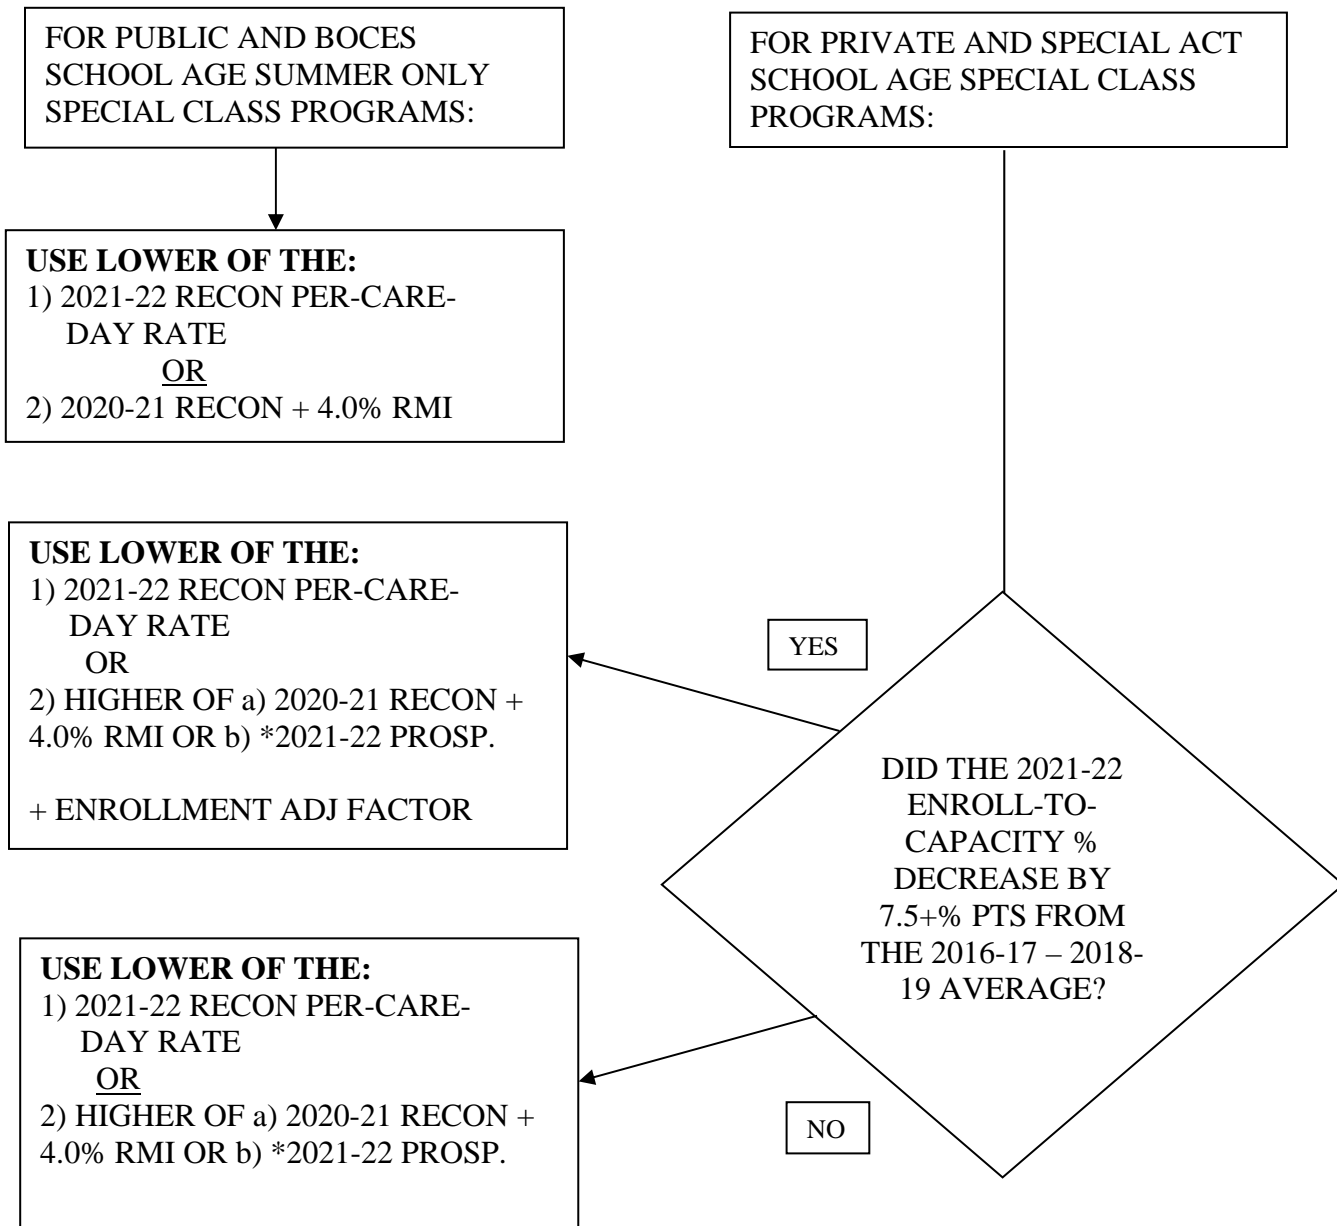 FOR PUBLIC AND BOCES
SCHOOL AGE SUMMER ONLY
SPECIAL CLASS PROGRAMS:
USE LOWER OF THE:
1) 2021-22 RECON PER-CARE-
DAY RATE
OR
2) 2020-21 RECON + 4.0% RMI
FOR PRIVATE AND SPECIAL ACT
SCHOOL AGE SPECIAL CLASS
PROGRAMS:
DID THE 2021-22
ENROLL-TO-
CAPACITY %
DECREASE BY
7.5+% PTS FROM
THE 2016-17 – 2018-
19 AVERAGE?
YES
USE LOWER OF THE:
1) 2021-22 RECON PER-CARE-
DAY RATE
OR
2) HIGHER OF a) 2020-21 RECON +
4.0% RMI OR b) *2021-22 PROSP.
+ ENROLLMENT ADJ FACTOR
NO
USE LOWER OF THE:
1) 2021-22 RECON PER-CARE-
DAY RATE
OR
2) HIGHER OF a) 2020-21 RECON +
4.0% RMI OR b) *2021-22 PROSP.